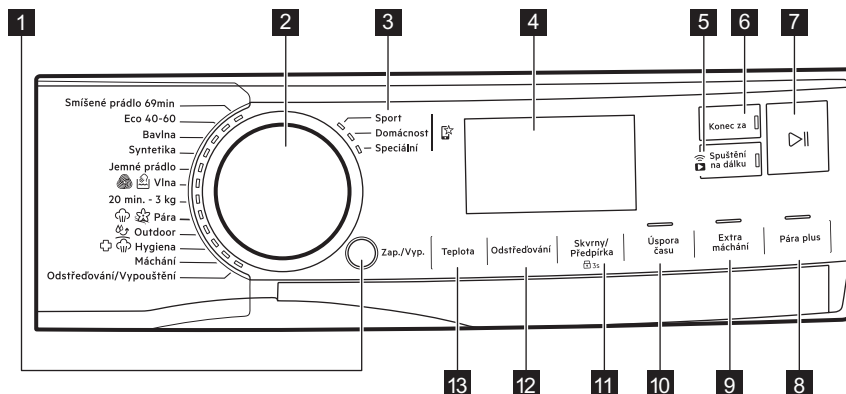 1
2
3
4
5
6
7
Smíšené prádlo 69min
Eco 40-60
Bavlna
Syntetika
Jemné prádlo
Vlna
20 min. - 3 kg
Pára
Outdoor
Hygiena
Máchání
Odstřeďování/Vypouštění
Sport
Domácnost
Speciální
Konec za
Spuštění
na dálku
Zap./Vyp.
Teplota
Odstřeďování
Skvrny/
Předpírka
3s
Úspora
času
Extra
máchání
Pára plus
13
12
11
10
9
8